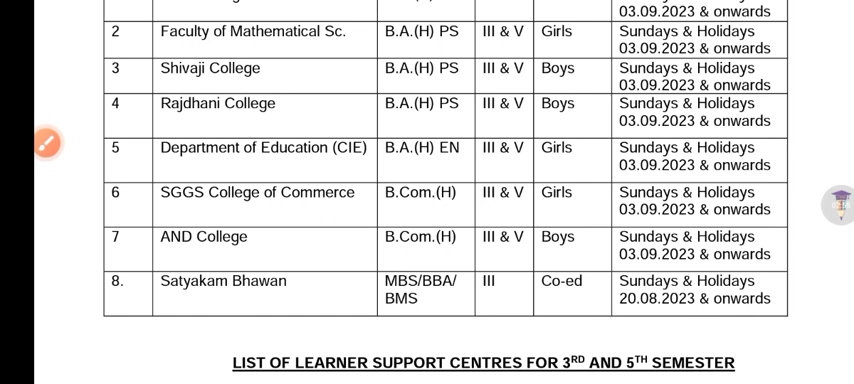 03.09.2023 & onwards
2 Faculty of Mathematical Sc. B.A.(H) PS III & V Girls Sundays & Holidays
03.09.2023 & onwards
3 Shivaji College B.A.(H) PS III & V Boys Sundays & Holidays
03.09.2023 & onwards
4 Rajdhani College B.A.(H) PS III & V Boys Sundays & Holidays
03.09.2023 & onwards
5 Department of Education (CIE) B.A.(H) EN III & V Girls Sundays & Holidays
03.09.2023 & onwards
6 SGGS College of Commerce B.Com.(H) III & V Girls Sundays & Holidays
03.09.2023 & onwards
7 AND College B.Com.(H) III & V Boys Sundays & Holidays
03.09.2023 & onwards
8. Satyakam Bhawan MBS/BBA/ III Co-ed Sundays & Holidays
BMS 20.08.2023 & onwards
LIST OF LEARNER SUPPORT CENTRES FOR 3RD AND 5TH SEMESTER